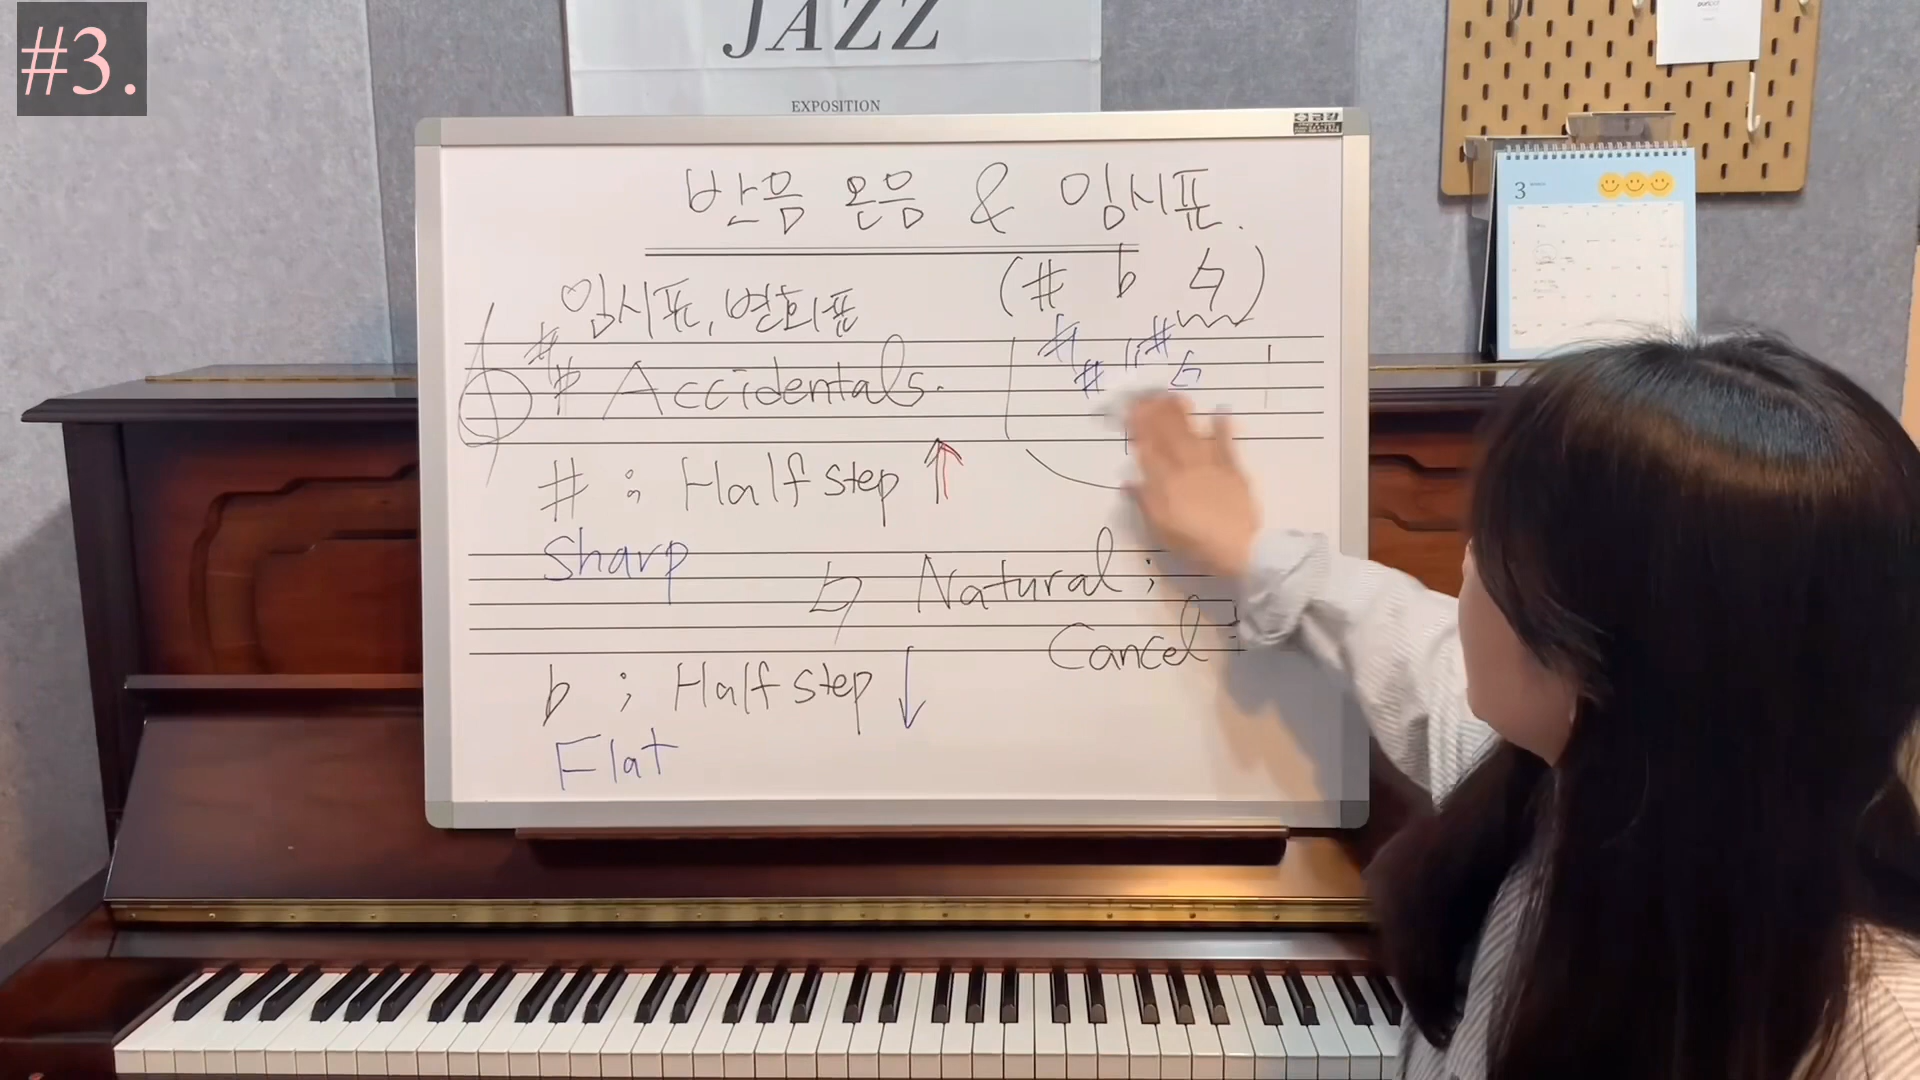 #3.
JAZZ
EXPOSITION
3
반음 온음 & 임시표.
(# b ♮)
임시표, 변화표
# #
Accidentals.
# # # ♮
# : Half step ↑
Sharp
♮ Natural ;
Cancel
b ; Half step ↓
Flat